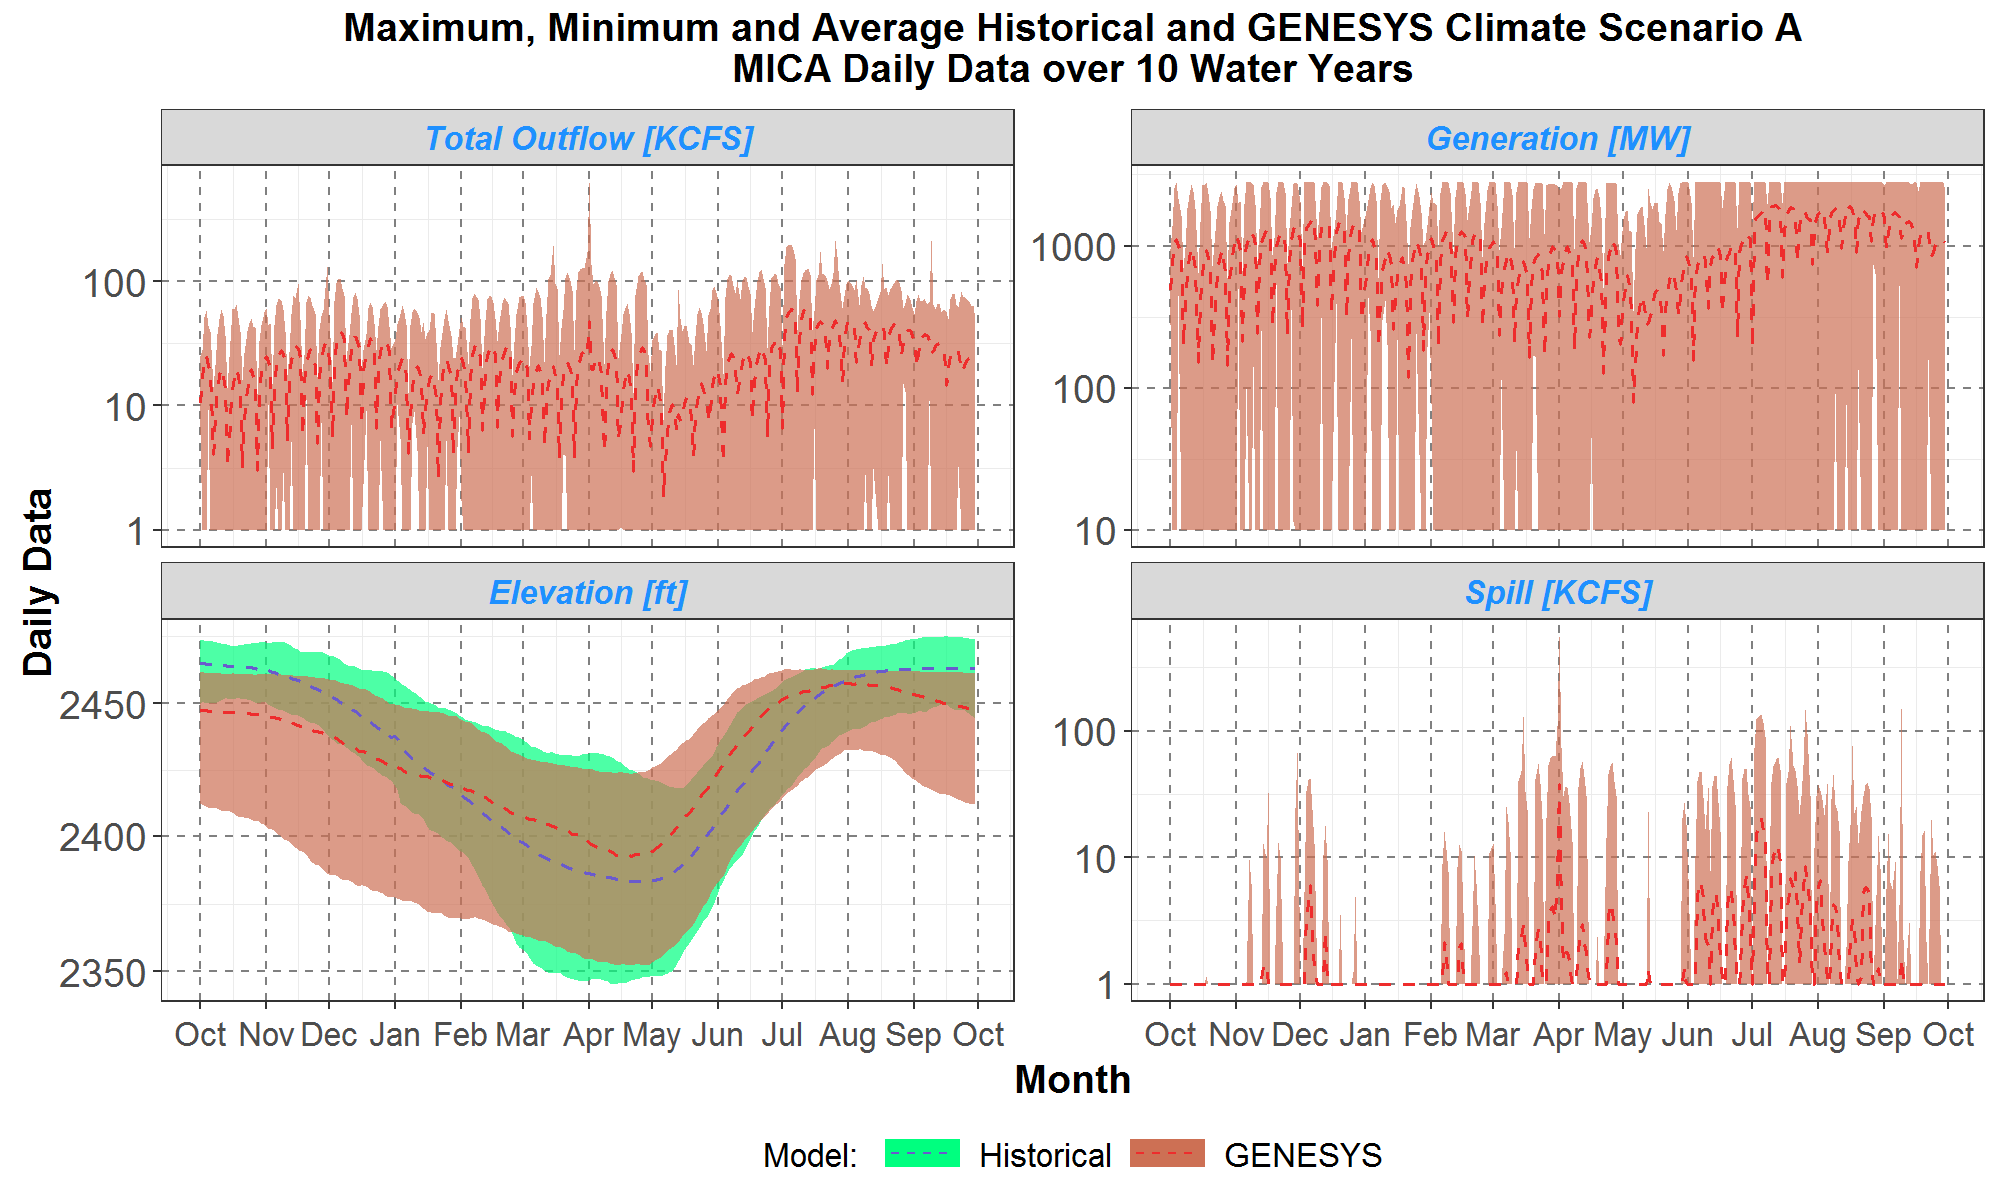 Maximum, Minimum and Average Historical and GENESYS Climate Scenario A
MICA Daily Data over 10 Water Years
Total Outflow [KCFS]
100
10
1
Generation [MW]
1000
100
10
Daily Data
Elevation [ft]
2450
2400
2350
Oct Nov Dec Jan Feb Mar Apr May Jun Jul Aug Sep Oct
Spill [KCFS]
100
10
1
Oct Nov Dec Jan Feb Mar Apr May Jun Jul Aug Sep Oct
Month
Model: Historical GENESYS